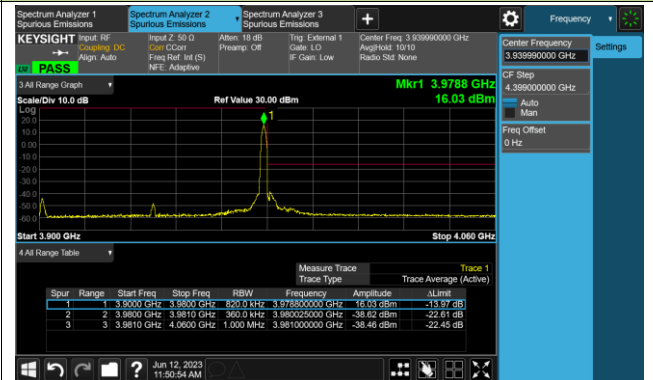 Spectrum Analyzer 1
Spurious Emissions
Spectrum Analyzer 2
Spurious Emissions
Spectrum Analyzer 3
Spurious Emissions
+
Frequency
KEYSIGHT
Input: RF
Coupling: DC
Align: Auto
Input Z: 50 Ω
Corr CCorr
Freq Ref: Int (S)
NFE: Adaptive
Atten: 18 dB
Preamp: Off
Trig: External 1
Gate: LO
IF Gain: Low
Center Freq: 3.939990000 GHz
Avg|Hold: 10/10
Radio Std: None
PASS
Center Frequency
3.939990000 GHz
Settings
CF Step
4.399000000 GHz
Auto
Man
Freq Offset
0 Hz
3 All Range Graph
Mkr1 3.9788 GHz
16.03 dBm
Scale/Div 10.0 dB
Ref Value 30.00 dBm
Log
20.0
10.0
0.00
-10.0
-20.0
-30.0
-40.0
-50.0
-60.0
1
Start 3.900 GHz
Stop 4.060 GHz
4 All Range Table
Measure Trace Trace 1
Trace Type Trace Average (Active)
Spur Range Start Freq Stop Freq RBW Frequency Amplitude ΔLimit
1 1 3.9000 GHz 3.9800 GHz 820.0 kHz 3.978800000 GHz 16.03 dBm -13.97 dB
2 2 3.9800 GHz 3.9810 GHz 360.0 kHz 3.980025000 GHz -38.62 dBm -22.61 dB
3 3 3.9810 GHz 4.0600 GHz 1.000 MHz 3.981000000 GHz -38.46 dBm -22.45 dB
?
Jun 12, 2023
11:50:54 AM